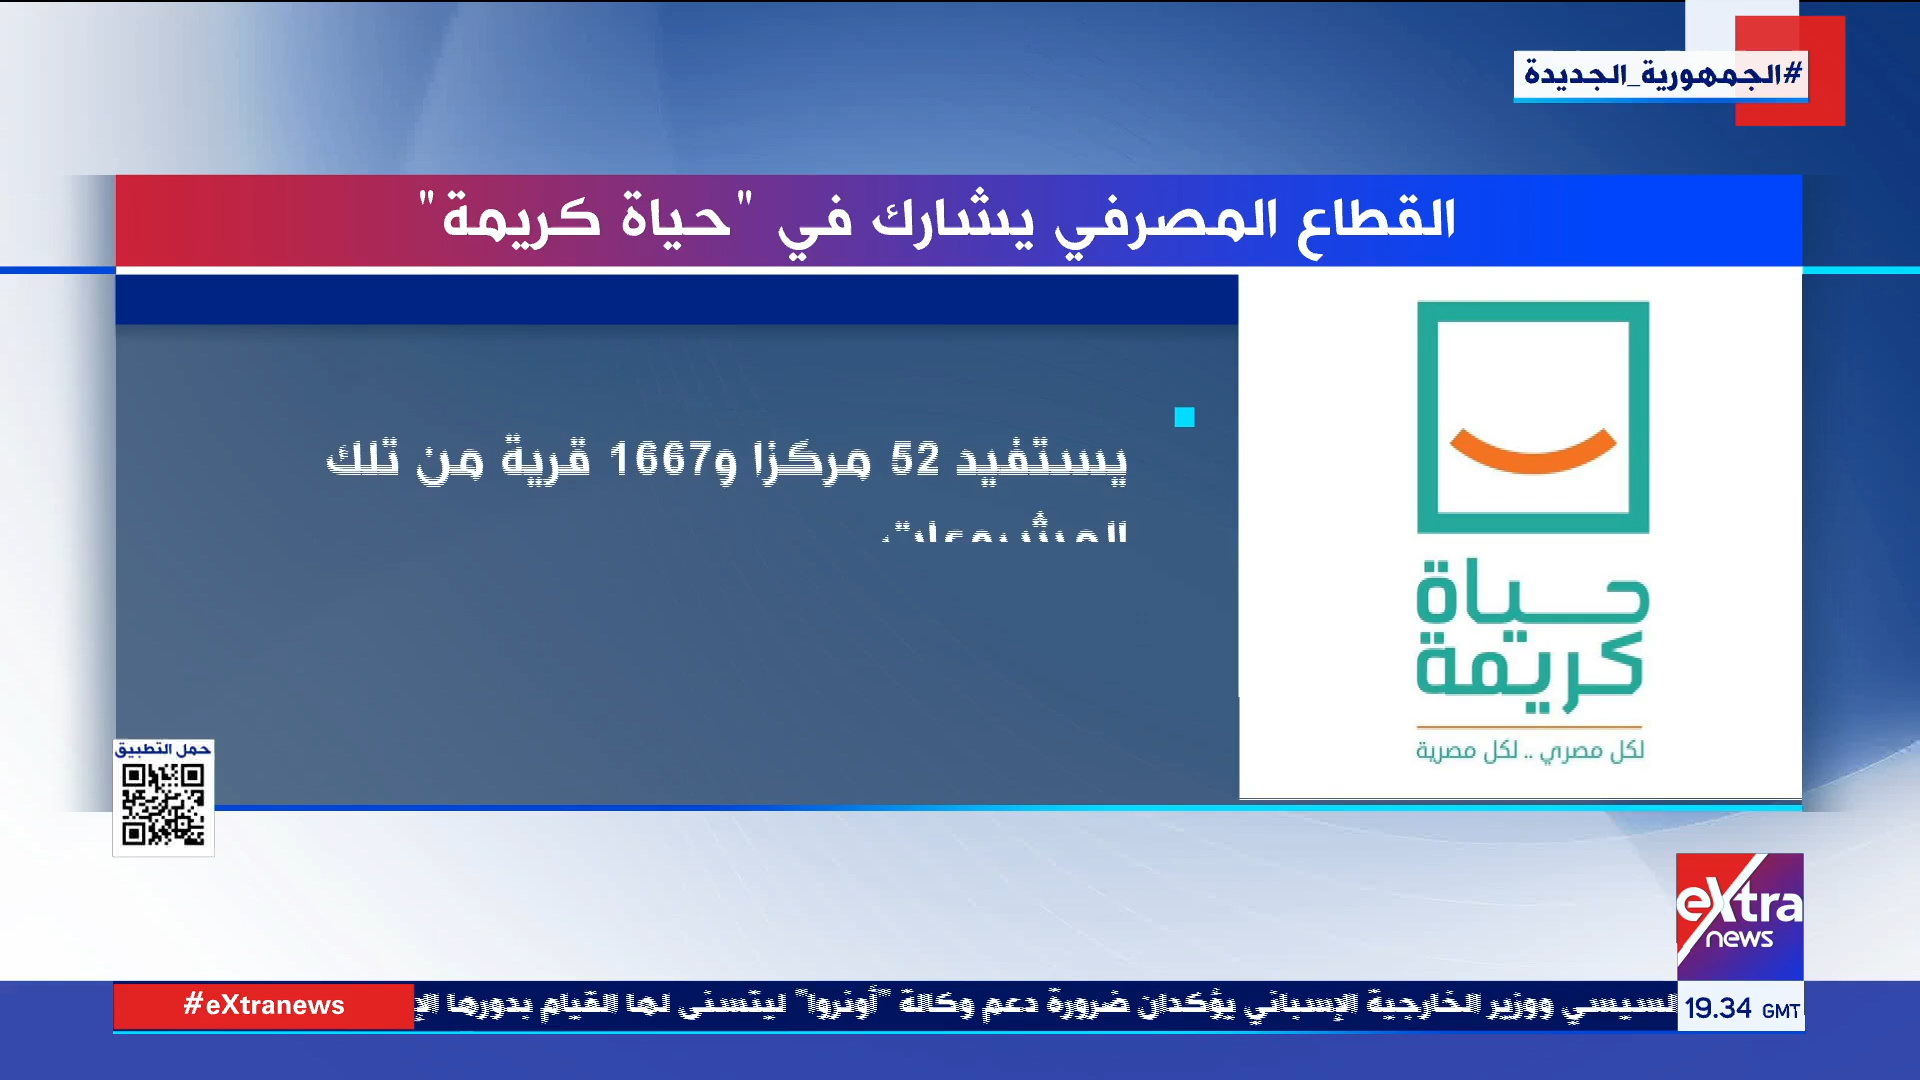 #الجمهورية_الجديدة
القطاع المصرفي يشارك في "حياة كريمة"
يستفيد 52 مركزا و1667 قرية من تلك
المشروعات
حياة
كريمة
لكل مصري .. لكل مصرية
حمل التطبيق
eXtra
news
#eXtranews
السيسي ووزير الخارجية الإسباني يؤكدان ضرورة دعم وكالة "أونروا" ليتسنى لها القيام بدورها الإ
19.34 GMT